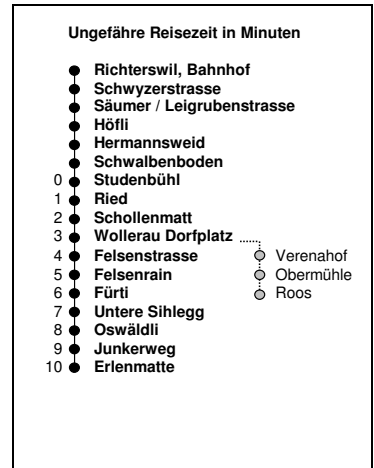 Ungefähre Reisezeit in Minuten
Richterswil, Bahnhof
Schwyzerstrasse
Säumer / Leigrubenstrasse
Höfli
Hermannsweid
Schwalbenboden
0 Studenbühl
1 Ried
2 Schollenmatt
3 Wollerau Dorfplatz
4 Felsenstrasse Verenahof
5 Felsenrain Obermühle
6 Fürti Roos
7 Untere Sihlegg
8 Oswäldli
9 Junkerweg
10 Erlenmatte